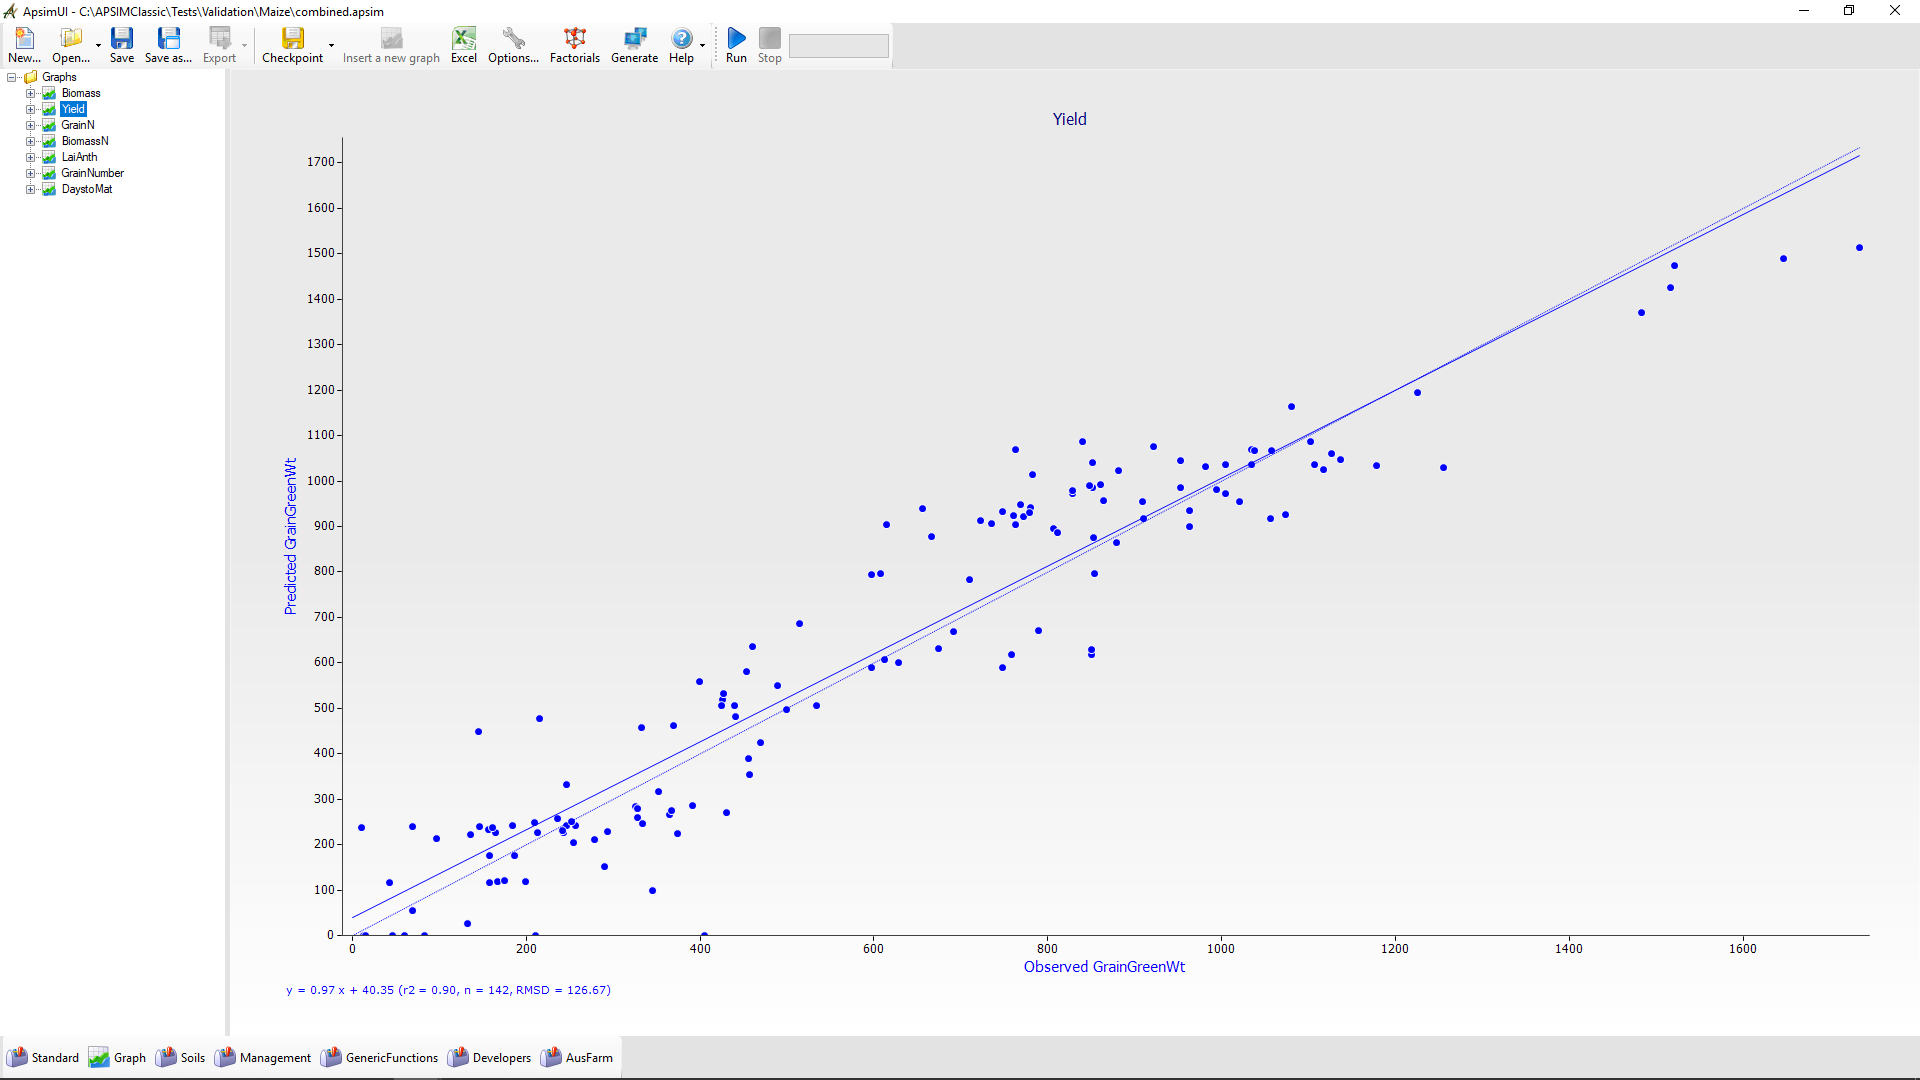 ApsimUI - C:\APSIMClassic\Tests\Validation\Maize\combined.apsim
New... Open... Save Save as... Export Checkpoint Insert a new graph Excel Options... Factorials Generate Help Run Stop
Graphs
Biomass
Yield
GrainN
BiomassN
LaiAnth
GrainNumber
DaystoMat
Yield
1700
1600
1500
1400
1300
1200
1100
1000
900
800
700
600
500
400
300
200
100
0
Predicted GrainGreenWt
0 200 400 600 800 1000 1200 1400 1600
Observed GrainGreenWt
y = 0.97 x + 40.35 (r2 = 0.90, n = 142, RMSD = 126.67)
Standard Graph Soils Management GenericFunctions Developers AusFarm